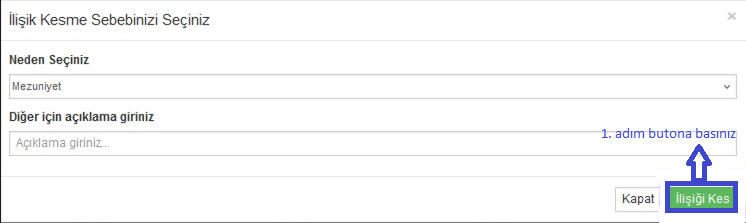 İlişik Kesme Sebebinizi Seçiniz ×
Neden Seçiniz
Mezuniyet
Diğer için açıklama giriniz
Açıklama giriniz...
1. adım butona basınız
Kapat İlişiği Kes